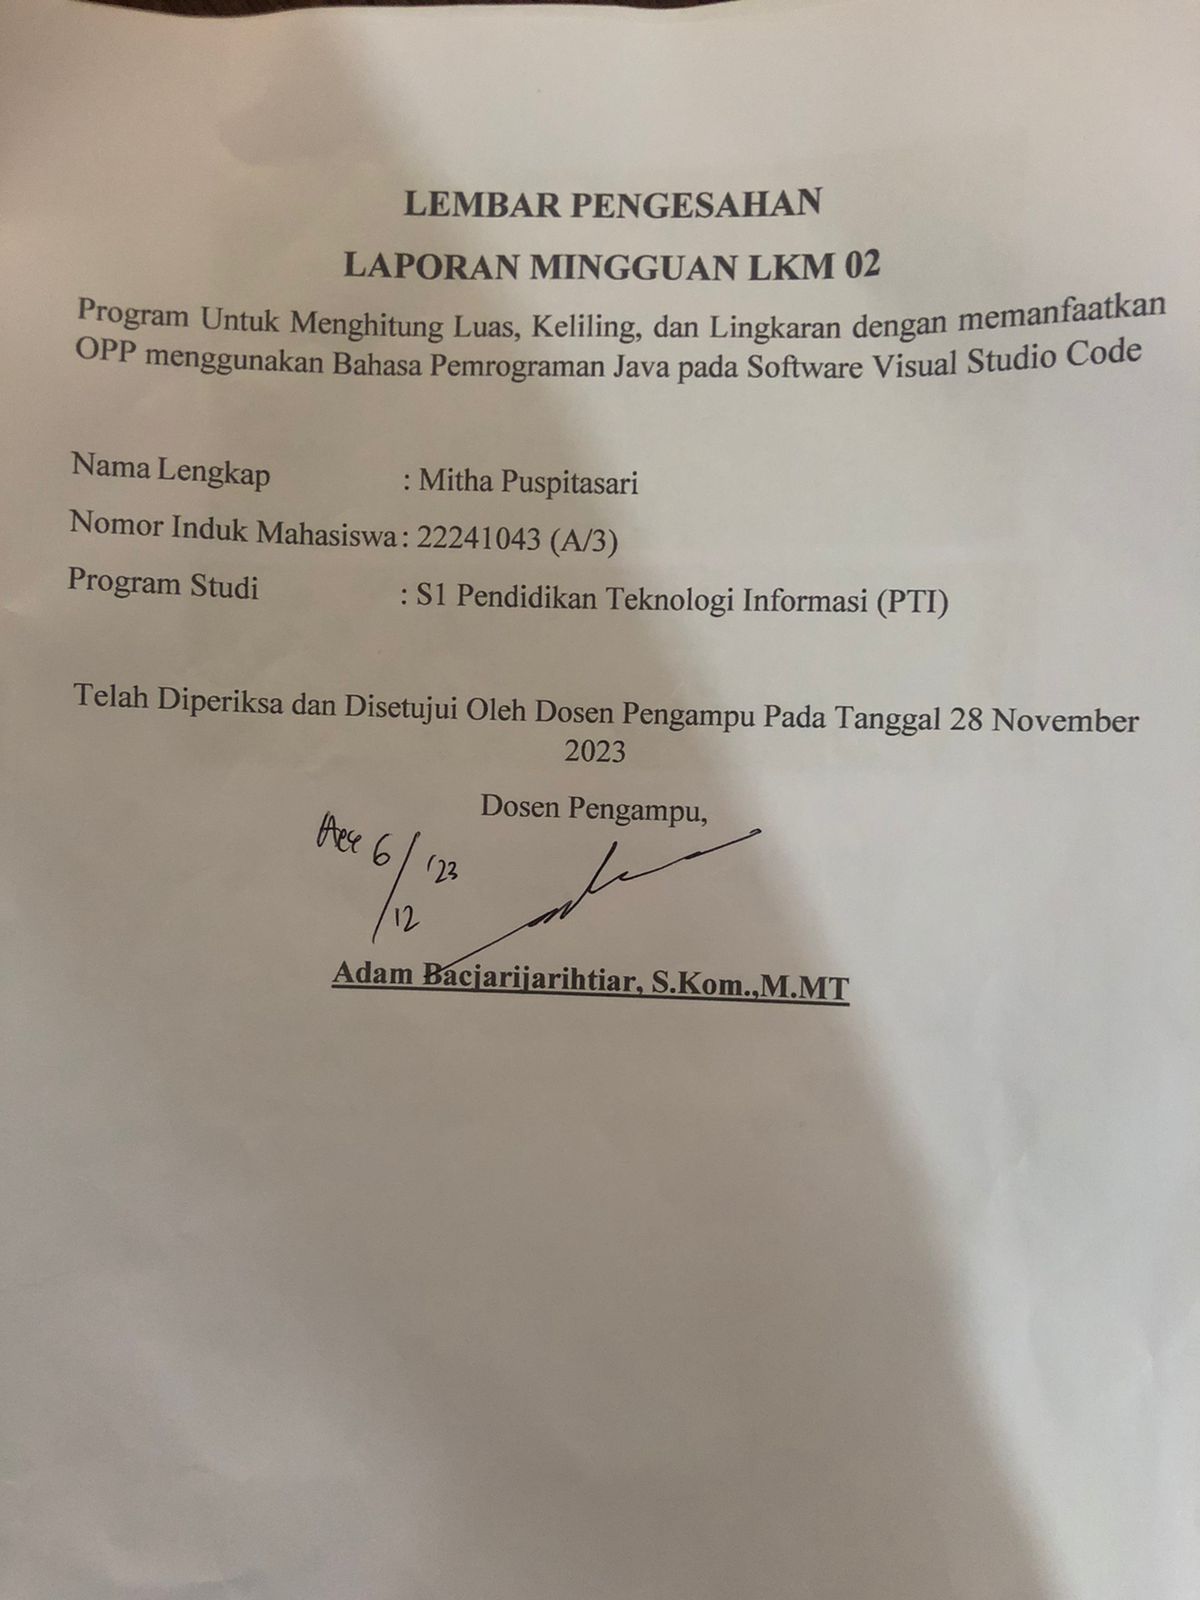 LEMBAR PENGESAHAN
LAPORAN MINGGUAN LKM 02
Program Untuk Menghitung Luas, Keliling, dan Lingkaran dengan memanfaatkan
OPP menggunakan Bahasa Pemrograman Java pada Software Visual Studio Code
Nama Lengkap : Mitha Puspitasari
Nomor Induk Mahasiswa : 22241043 (A/3)
Program Studi : S1 Pendidikan Teknologi Informasi (PTI)
Telah Diperiksa dan Disetujui Oleh Dosen Pengampu Pada Tanggal 28 November
2023
Dosen Pengampu,
Acc 6/12 '23
Adam Bacjarijarihtiar, S.Kom.,M.MT